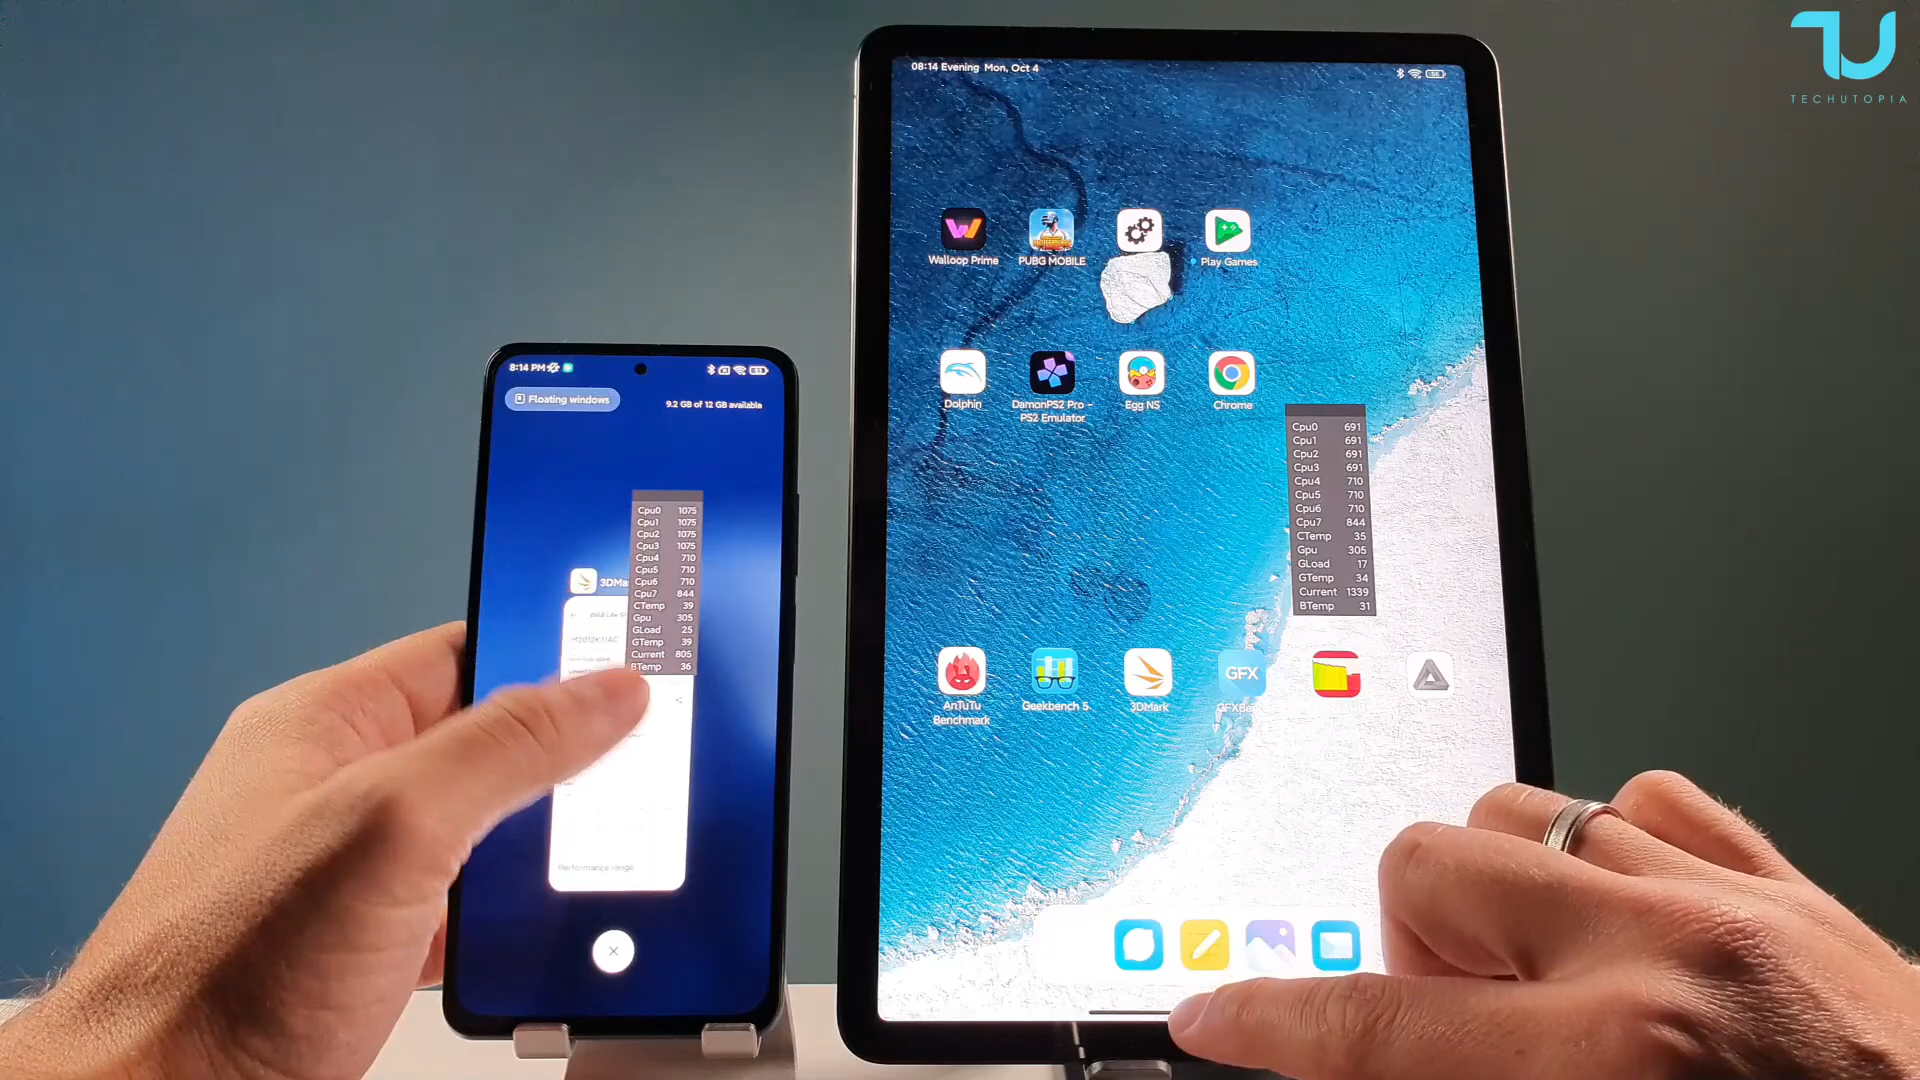 TECHUTOPIA
08:14 Evening Mon, Oct 4
56
Walloop Prime
PUBG MOBILE
Play Games
Dolphin
DamonPS2 Pro -
PS2 Emulator
Egg NS
Chrome
Cpu0 691
Cpu1 691
Cpu2 691
Cpu3 691
Cpu4 710
Cpu5 710
Cpu6 710
Cpu7 844
CTemp 35
Gpu 305
GLoad 17
GTemp 34
Current 1339
BTemp 31
AnTuTu
Benchmark
Geekbench 5
3DMark
GFX
8:14 PM
Floating windows
9.2 GB of 12 GB available
Cpu0 1075
Cpu1 1075
Cpu2 1075
Cpu3 1075
Cpu4 710
Cpu5 710
Cpu6 710
Cpu7 844
CTemp 39
Gpu 305
GLoad 25
GTemp 39
Current 805
BTemp 36
3DMa
M2012K11AC
Performance range